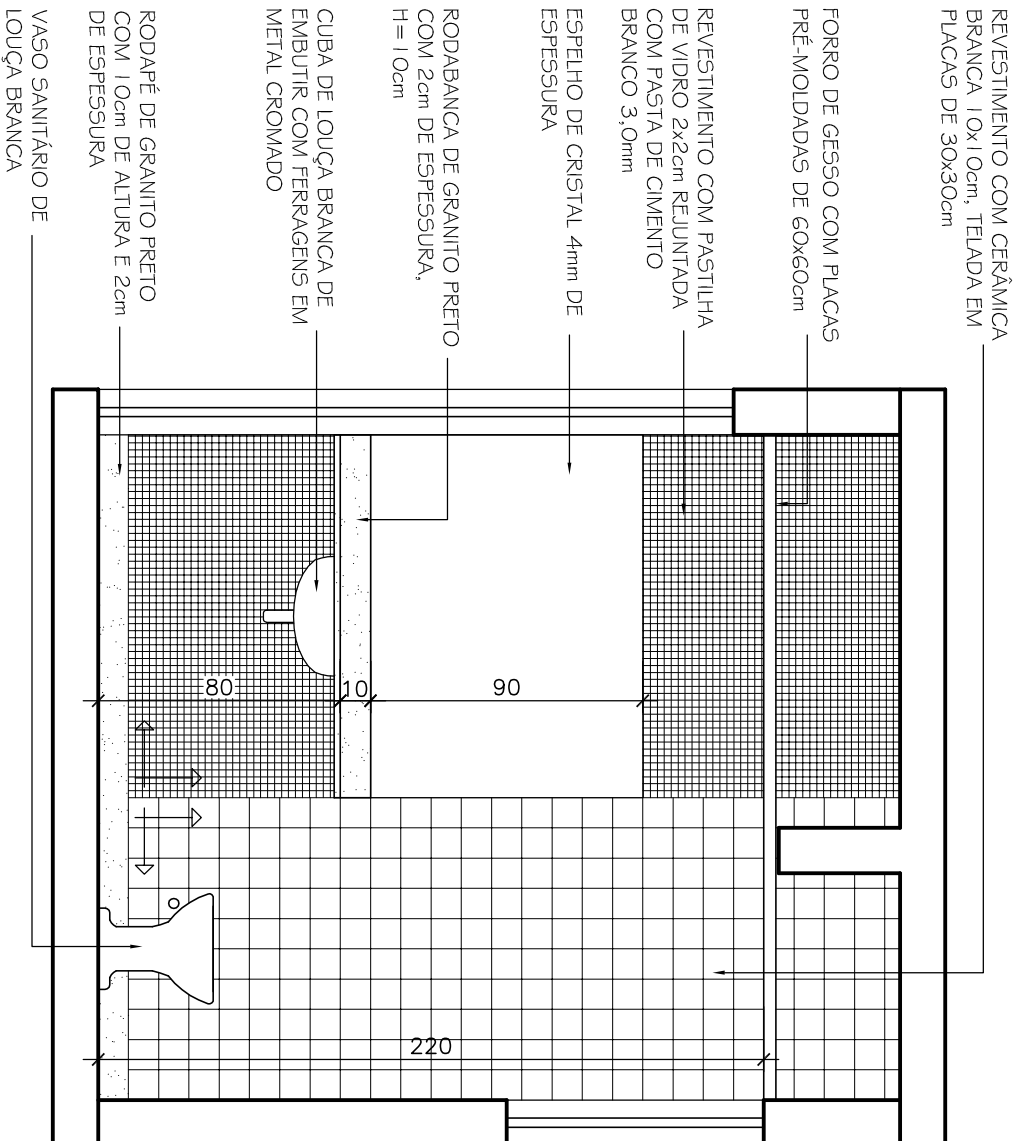 REVESTIMENTO COM CERÂMICA
BRANCA 10x10cm, TELADA EM
PLACAS DE 30x30cm
FORRO DE GESSO COM PLACAS
PRÉ-MOLDADAS DE 60x60cm
REVESTIMENTO COM PASTILHA
DE VIDRO 2x2cm REJUNTADA
COM PASTA DE CIMENTO
BRANCO 3,0mm
ESPELHO DE CRISTAL 4mm DE
ESPESSURA
RODABANCA DE GRANITO PRETO
COM 2cm DE ESPESSURA,
H=10cm
CUBA DE LOUÇA BRANCA DE
EMBUTIR COM FERRAGENS EM
METAL CROMADO
RODAPÉ DE GRANITO PRETO
COM 10cm DE ALTURA E 2cm
DE ESPESSURA
VASO SANITÁRIO DE
LOUÇA BRANCA
80
10
90
220